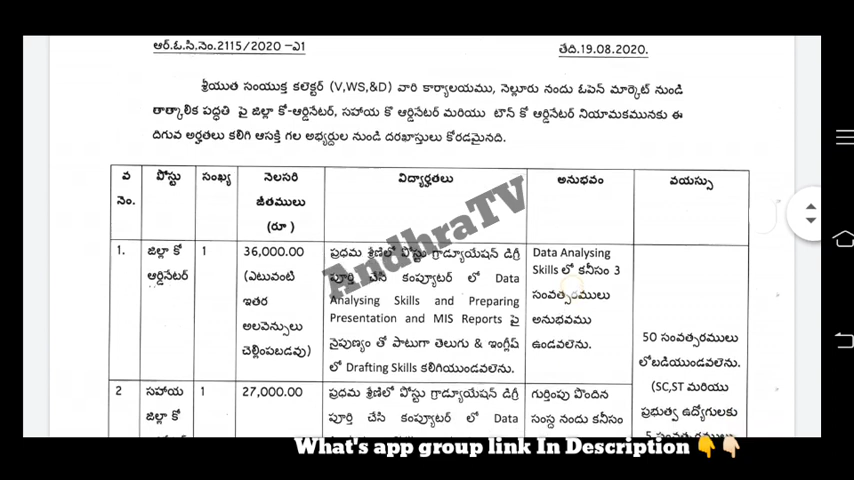 ఆర్.ఓ.సి.నెం.2115/2020 –ఎ1
తేది.19.08.2020.
శ్రీయుత సంయుక్త కలెక్టర్ (V,WS,&D) వారి కార్యాలయము, నెల్లూరు నందు ఓపెన్ మార్కెట్ నుండి
తాత్కాలిక పద్ధతి పై జిల్లా కో-ఆర్డినేటర్, సహాయ కో ఆర్డినేటర్ మరియు టౌన్ కో ఆర్డినేటర్ నియామకమునకు ఈ
దిగువ అర్హతలు కలిగి ఆసక్తి గల అభ్యర్థుల నుండి దరఖాస్తులు కోరడమైనది.
వ
నెం.
పోస్టు
సంఖ్య
నెలసరి
జీతములు
(రూ )
విద్యార్హతలు
అనుభవం
వయస్సు
1.
జిల్లా కో
ఆర్డినేటర్
1
36,000.00
(ఎటువంటి
ఇతర
అలవెన్సులు
చెల్లింపబడవు)
ప్రథమ శ్రేణిలో పోస్టు గ్రాడ్యూయేషన్ డిగ్రీ
పూర్తి చేసి కంప్యూటర్ లో Data
Analysing Skills and Preparing
Presentation and MIS Reports పై
నైపుణ్యం తో పాటుగా తెలుగు & ఇంగ్లీష్
లో Drafting Skills కలిగియుండవలెను.
Data Analysing
Skills లో కనీసం 3
సంవత్సరములు
అనుభవము
ఉండవలెను.
50 సంవత్సరములు
లోబడియుండవలెను.
(SC,ST మరియు
ప్రభుత్వ ఉద్యోగులకు
5 సంవత్సరములు
2
సహాయ
జిల్లా కో
1
27,000.00
ప్రథమ శ్రేణిలో పోస్టు గ్రాడ్యూయేషన్ డిగ్రీ
పూర్తి చేసి కంప్యూటర్ లో Data
గుర్తింపు పొందిన
సంస్థ నందు కనీసం
AndhraTV
What's app group link In Description 👇👇🏻